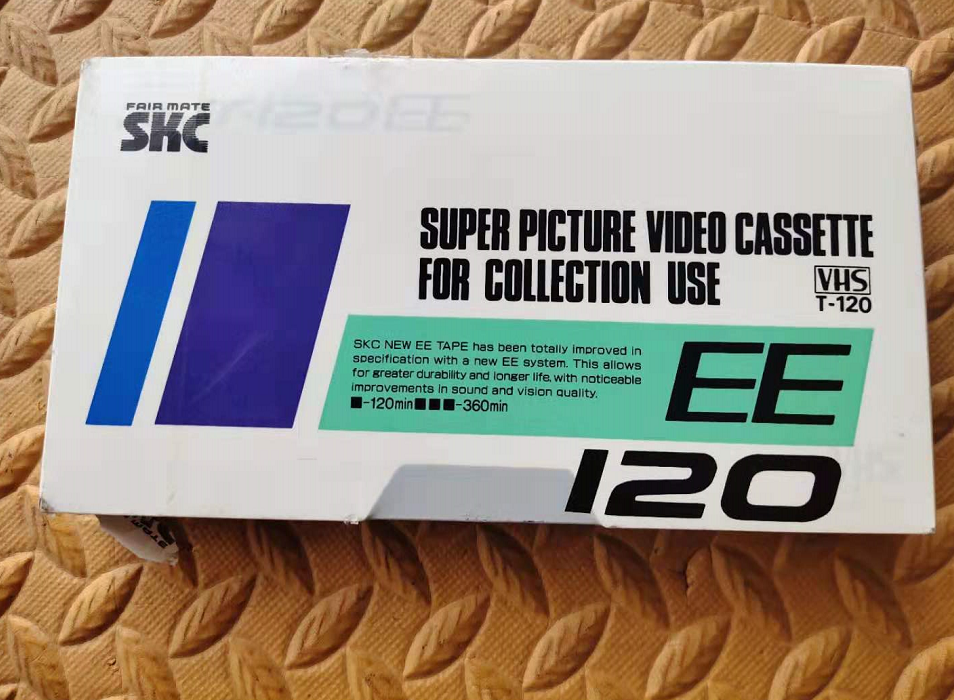 FAIR MATE
SKC
SUPER PICTURE VIDEO CASSETTE
FOR COLLECTION USE
VHS
T-120
SKC NEW EE TAPE has been totally improved in
specification with a new EE system. This allows
for greater durability and longer life, with noticeable
improvements in sound and vision quality.
■-120min■■■-360min
EE
120